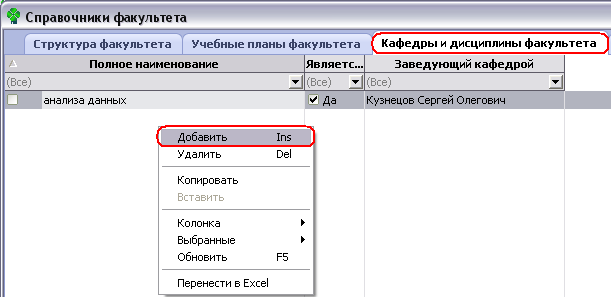 Справочники факультета
Структура факультета Учебные планы факультета Кафедры и дисциплины факультета
Полное наименование Являетс... Заведующий кафедрой
(Все) (Все) (Все)
анализа данных Да Кузнецов Сергей Олегович
Добавить Ins
Удалить Del
Копировать
Вставить
Колонка
Выбранные
Обновить F5
Перенести в Excel